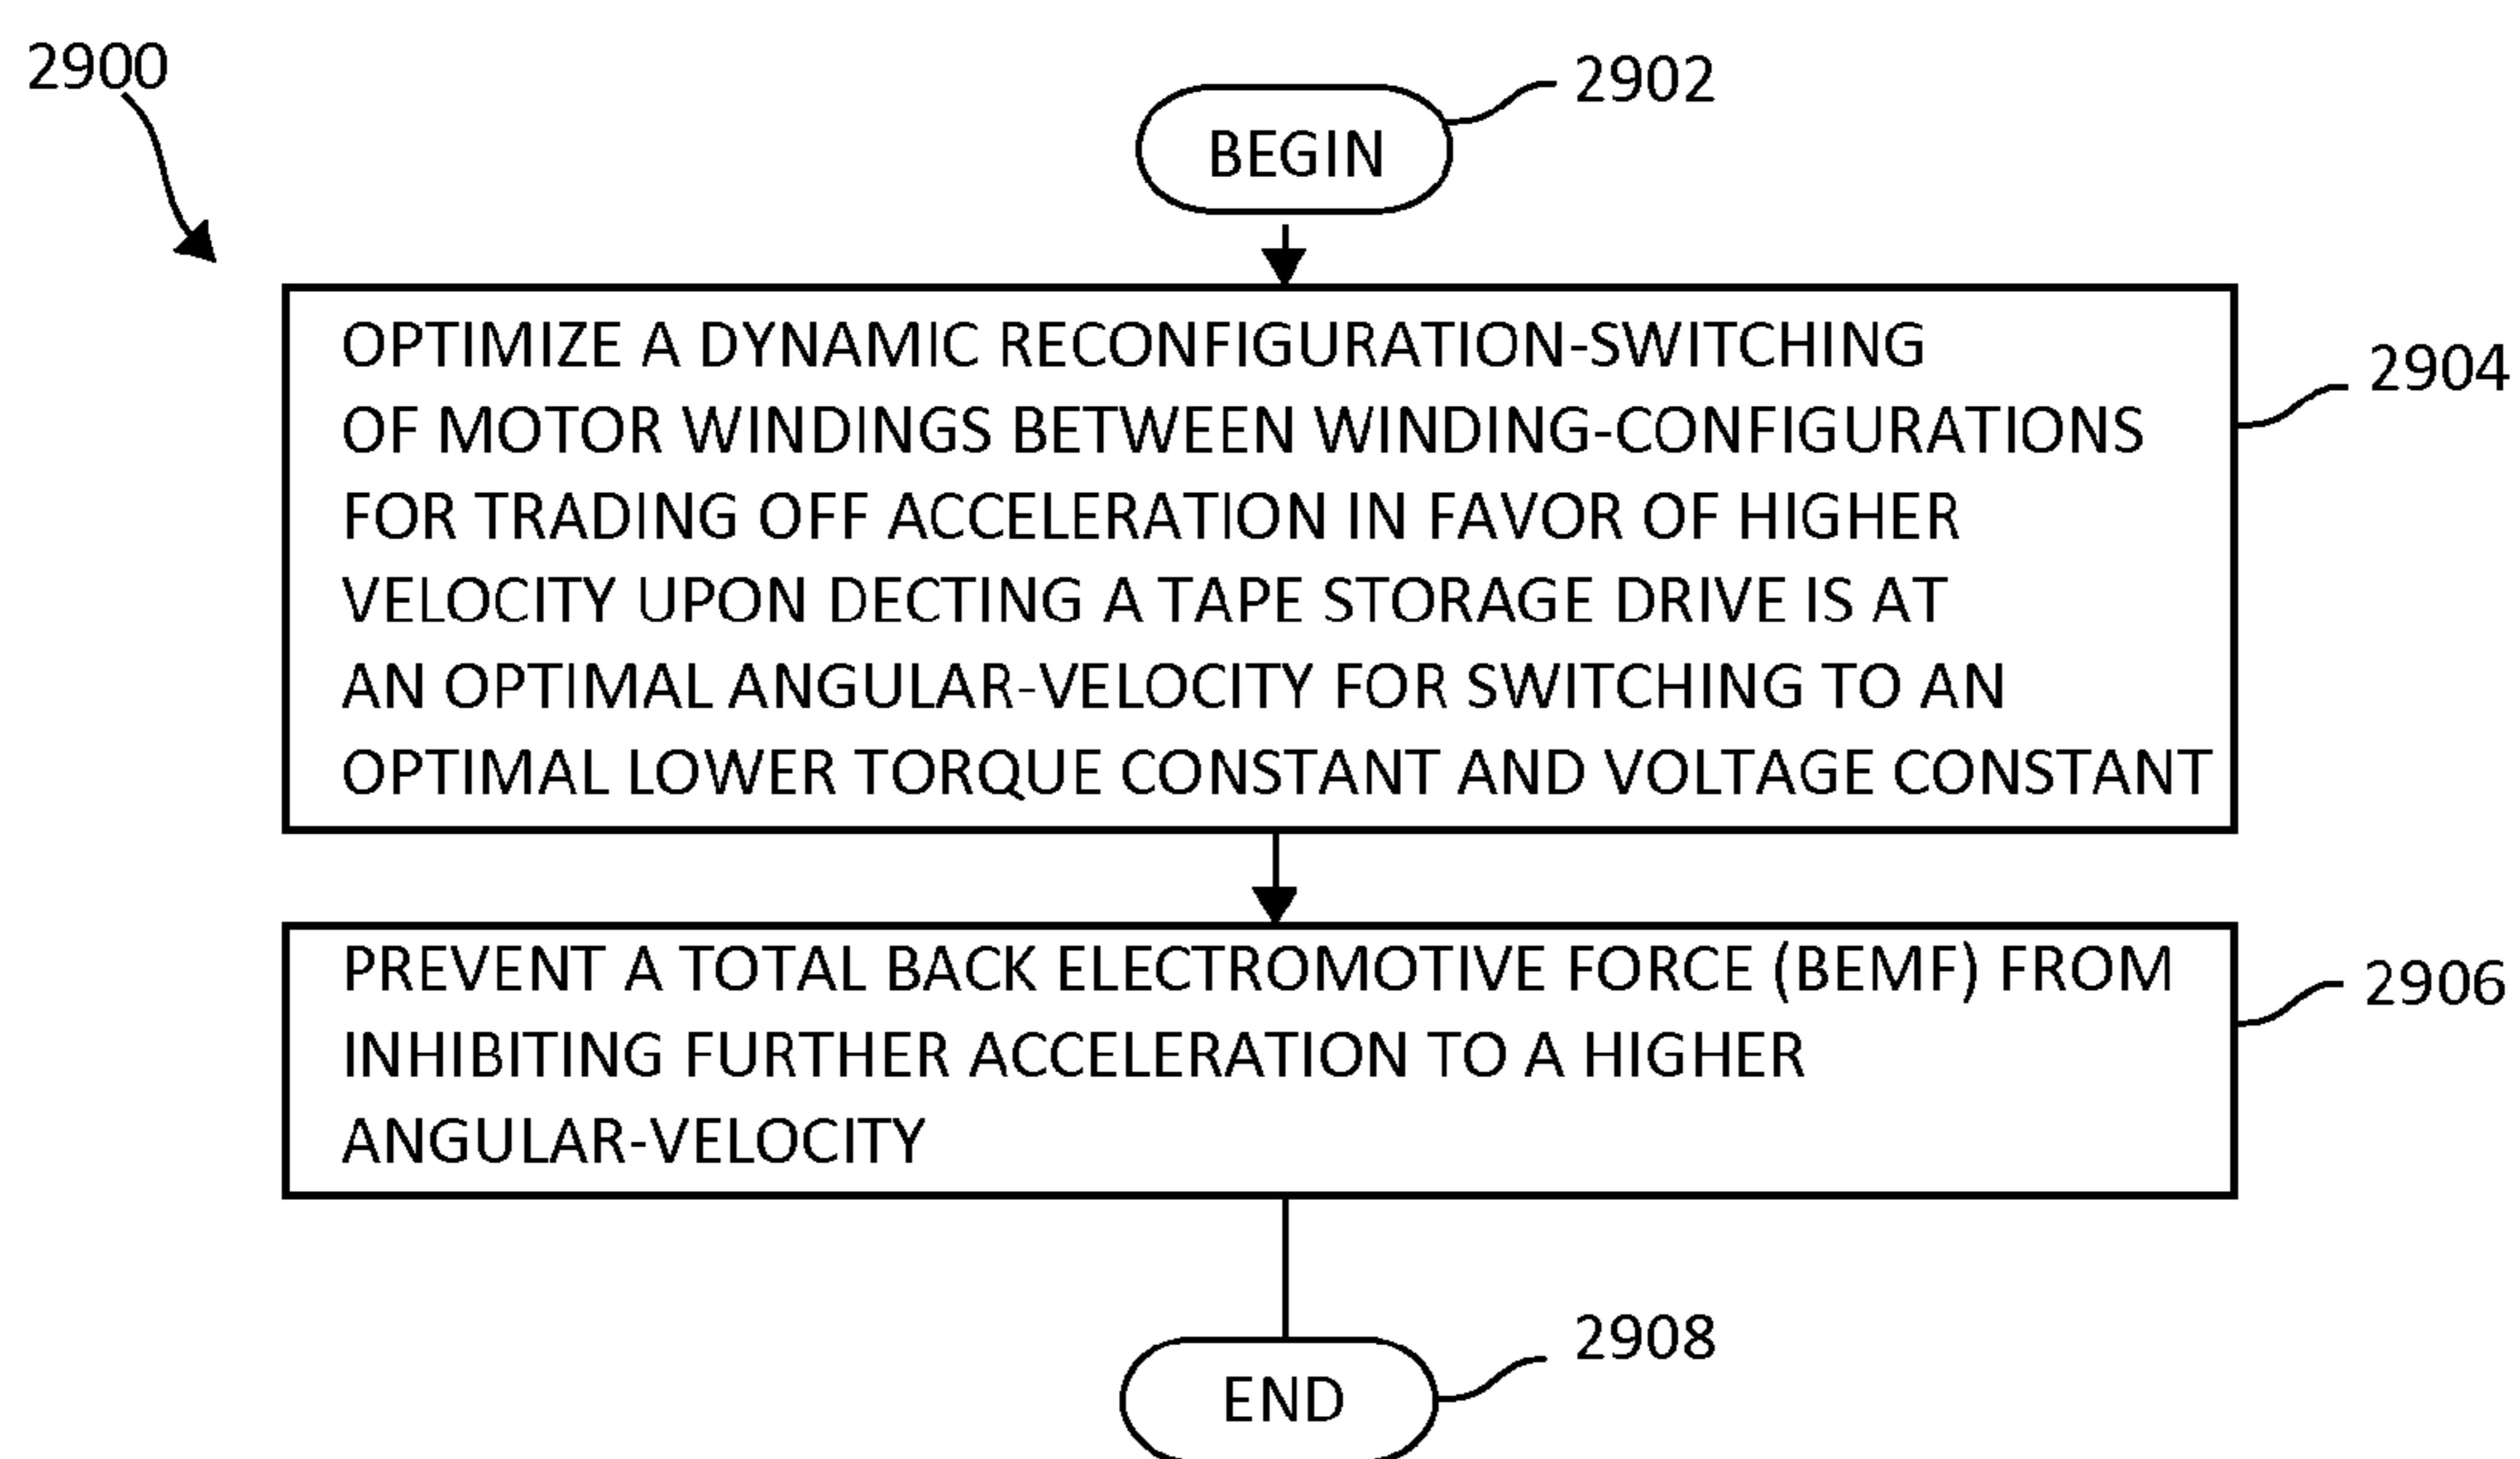 2900
2902
BEGIN
OPTIMIZE A DYNAMIC RECONFIGURATION-SWITCHING
OF MOTOR WINDINGS BETWEEN WINDING-CONFIGURATIONS
FOR TRADING OFF ACCELERATION IN FAVOR OF HIGHER
VELOCITY UPON DECTING A TAPE STORAGE DRIVE IS AT
AN OPTIMAL ANGULAR-VELOCITY FOR SWITCHING TO AN
OPTIMAL LOWER TORQUE CONSTANT AND VOLTAGE CONSTANT
2904
PREVENT A TOTAL BACK ELECTROMOTIVE FORCE (BEMF) FROM
INHIBITING FURTHER ACCELERATION TO A HIGHER
ANGULAR-VELOCITY
2906
2908
END